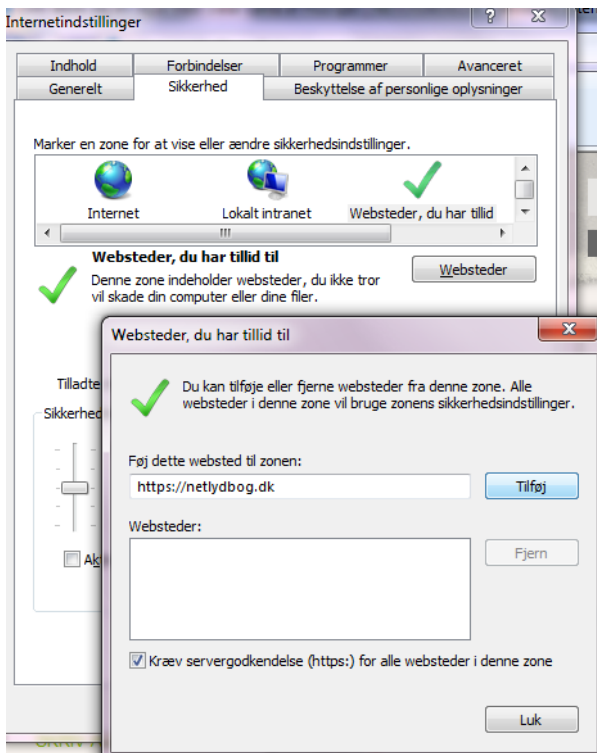 Internetindstillinger
Indhold
Forbindelser
Programmer
Avanceret
Generelt
Sikkerhed
Beskyttelse af personlige oplysninger
Marker en zone for at vise eller ændre sikkerhedsindstillinger.
Internet
Lokalt intranet
Websteder, du har tillid
Websteder, du har tillid til
Denne zone indeholder websteder, du ikke tror
vil skade din computer eller dine filer.
Websteder
Websteder, du har tillid til
Du kan tilføje eller fjerne websteder fra denne zone. Alle
websteder i denne zone vil bruge zonens sikkerhedsindstillinger.
Føj dette websted til zonen:
https://netlydbog.dk
Tilføj
Websteder:
Fjern
Kræv servergodkendelse (https:) for alle websteder i denne zone
Luk